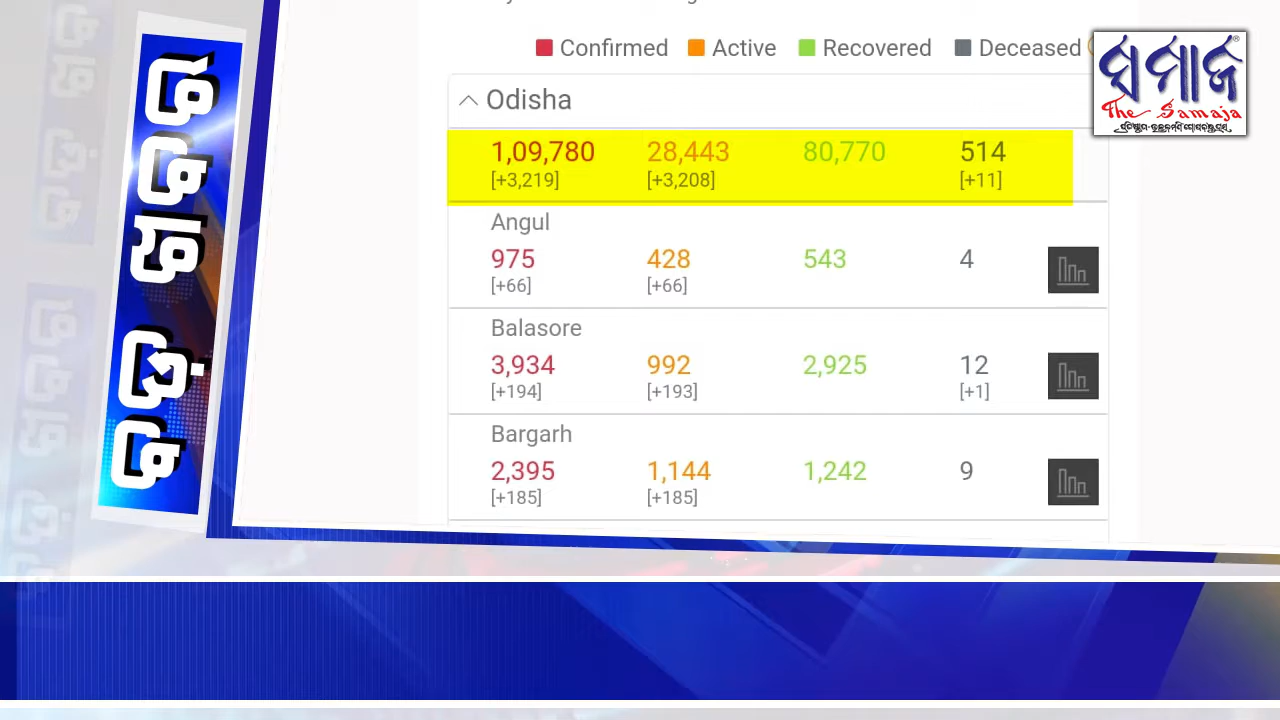 Confirmed Active Recovered Deceased
ସମାଜ
The Samaja
Odisha
1,09,780 28,443 80,770 514
[+3,219] [+3,208] [+11]
Angul
975 428 543 4
[+66] [+66]
Balasore
3,934 992 2,925 12
[+194] [+193] [+1]
Bargarh
2,395 1,144 1,242 9
[+185] [+185]
ବଡ଼ ଖବର